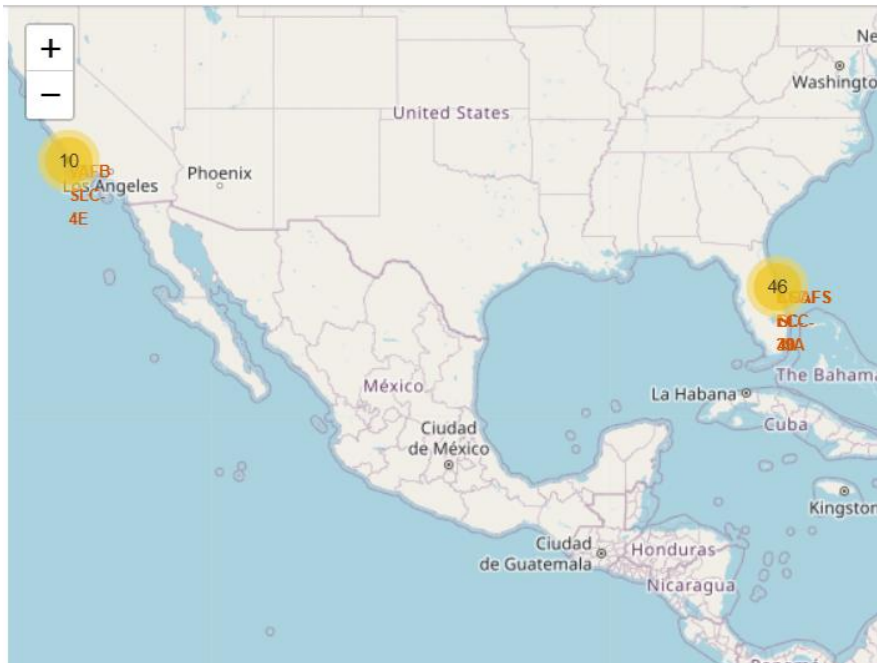 +
−
Ne
Washingto
United States
10
VAFB
Los Angeles
SLC-
4E
Phoenix
46
México
The Bahama
La Habana
Cuba
Ciudad
de México
Kingston
Ciudad
de Guatemala
Honduras
Nicaragua
Panamá